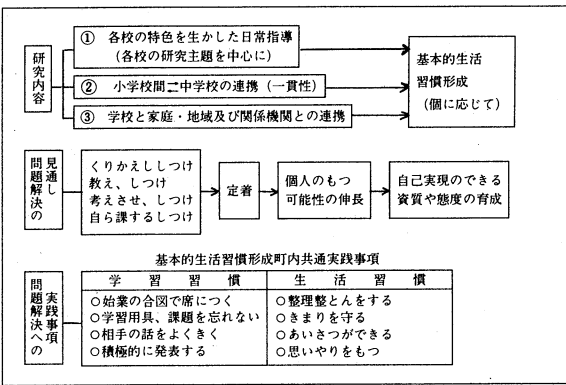 研究内容
① 各校の特色を生かした日常指導
(各校の研究主題を中心に)
② 小学校間二中学校の連携(一貫性)
③ 学校と家庭・地域及び関係機関との連携
基本的生活
習慣形成
(個に応じて)
問題解決の
見通し
くりかえししつけ
教え、しつけ
考えさせ、しつけ
自ら課するしつけ
定着
個人のもつ
可能性の伸長
自己実現のできる
資質や態度の育成
基本的生活習慣形成町内共通実践事項
問題解決への
実践事項
学習習慣
○始業の合図で席につく
○学習用具、課題を忘れない
○相手の話をよくきく
○積極的に発表する
生活習慣
○整理整とんをする
○きまりを守る
○あいさつができる
○思いやりをもつ